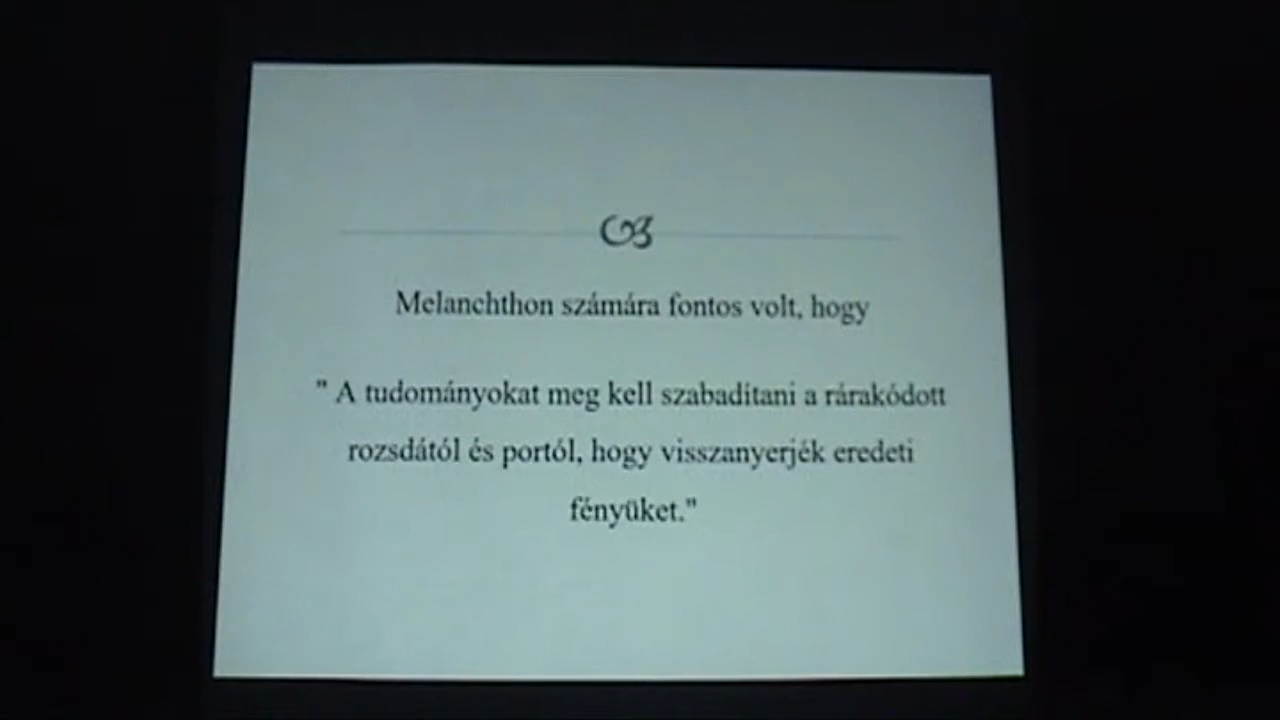 Melanchthon számára fontos volt, hogy
" A tudományokat meg kell szabadítani a rárakódott
rozsdától és portól, hogy visszanyerjék eredeti
fényüket."